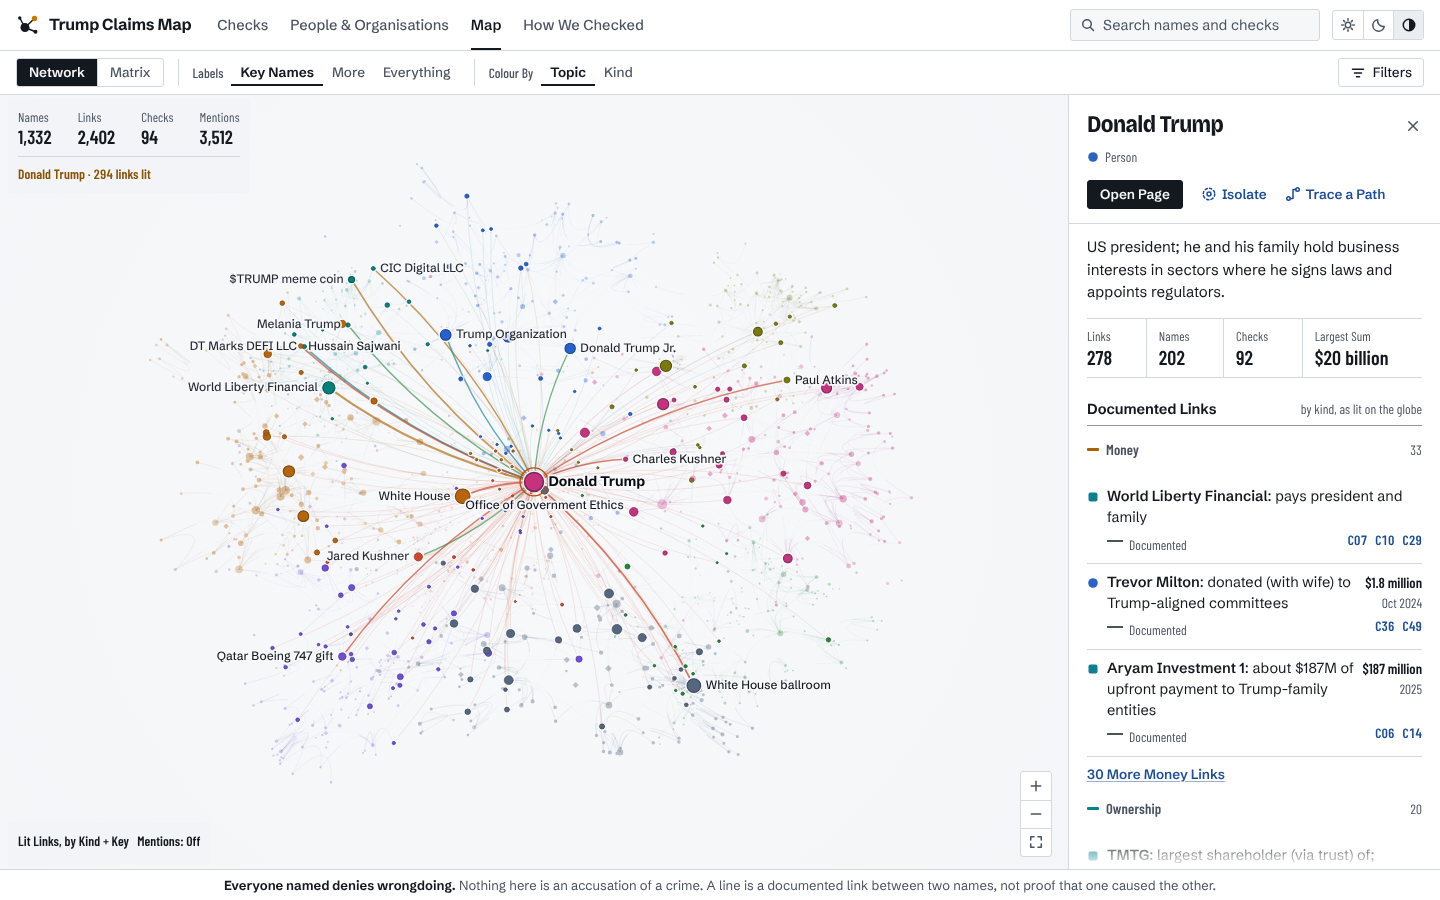 Trump Claims Map
Checks
People & Organisations
Map
How We Checked
Search names and checks
Network
Matrix
Labels
Key Names
More
Everything
Colour By
Topic
Kind
Filters
Names
Links
Checks
Mentions
1,332
2,402
94
3,512
Donald Trump · 294 links lit
CIC Digital LLC
$TRUMP meme coin
Melania Trump
Trump Organization
DT Marks DEFI LLC
Hussain Sajwani
Donald Trump Jr.
World Liberty Financial
Paul Atkins
Charles Kushner
Donald Trump
White House
Office of Government Ethics
Jared Kushner
Qatar Boeing 747 gift
White House ballroom
Lit Links, by Kind + Key
Mentions: Off
Donald Trump
Person
Open Page
Isolate
Trace a Path
US president; he and his family hold business
interests in sectors where he signs laws and
appoints regulators.
Links
Names
Checks
Largest Sum
278
202
92
$20 billion
Documented Links
by kind, as lit on the globe
Money
33
World Liberty Financial: pays president and
family
Documented
C07 C10 C29
Trevor Milton: donated (with wife) to
$1.8 million
Trump-aligned committees
Oct 2024
Documented
C36 C49
Aryam Investment 1: about $187M of
$187 million
upfront payment to Trump-family
2025
entities
Documented
C06 C14
30 More Money Links
Ownership
20
TMTG: largest shareholder (via trust) of;
Everyone named denies wrongdoing. Nothing here is an accusation of a crime. A line is a documented link between two names, not proof that one caused the other.